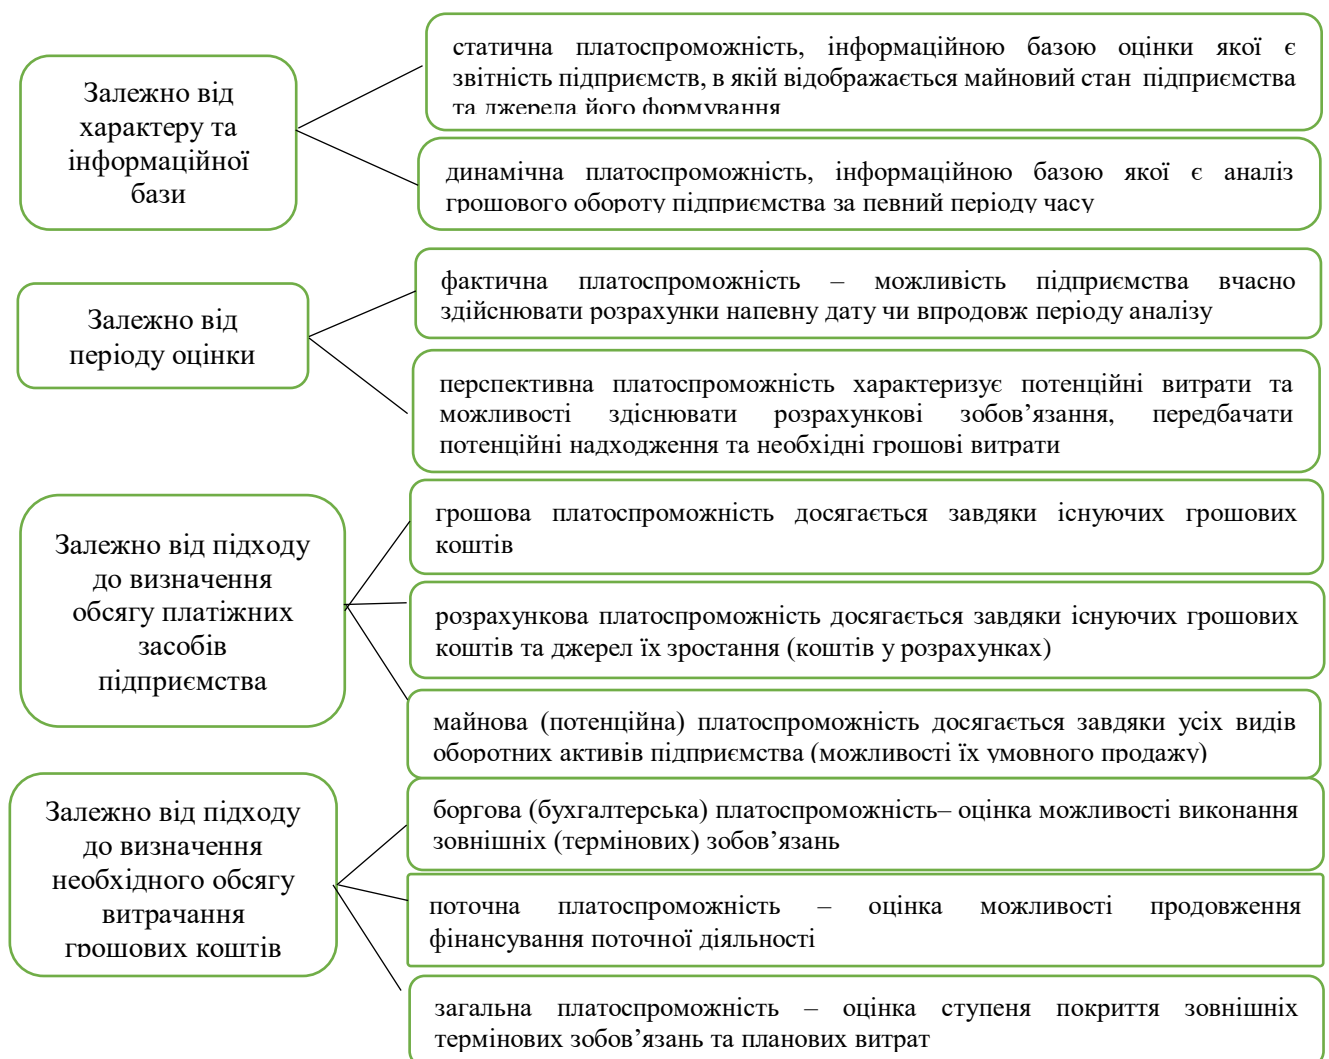 Залежно від
характеру та
інформаційної
бази
статична платоспроможність, інформаційною базою оцінки якої є
звітність підприємств, в якій відображається майновий стан підприємства
та джерела його формування
динамічна платоспроможність, інформаційною базою якої є аналіз
грошового обороту підприємства за певний періоду часу
Залежно від
періоду оцінки
фактична платоспроможність – можливість підприємства вчасно
здійснювати розрахунки напевну дату чи впродовж періоду аналізу
перспективна платоспроможність характеризує потенційні витрати та
можливості здіснювати розрахункові зобов’язання, передбачати
потенційні надходження та необхідні грошові витрати
Залежно від підходу
до визначення
обсягу платіжних
засобів
підприємства
грошова платоспроможність досягається завдяки існуючих грошових
коштів
розрахункова платоспроможність досягається завдяки існуючих грошових
коштів та джерел їх зростання (коштів у розрахунках)
майнова (потенційна) платоспроможність досягається завдяки усіх видів
оборотних активів підприємства (можливості їх умовного продажу)
Залежно від підходу
до визначення
необхідного обсягу
витрачання
грошових коштів
боргова (бухгалтерська) платоспроможність– оцінка можливості виконання
зовнішніх (термінових) зобов’язань
поточна платоспроможність – оцінка можливості продовження
фінансування поточної діяльності
загальна платоспроможність – оцінка ступеня покриття зовнішніх
термінових зобов’язань та планових витрат